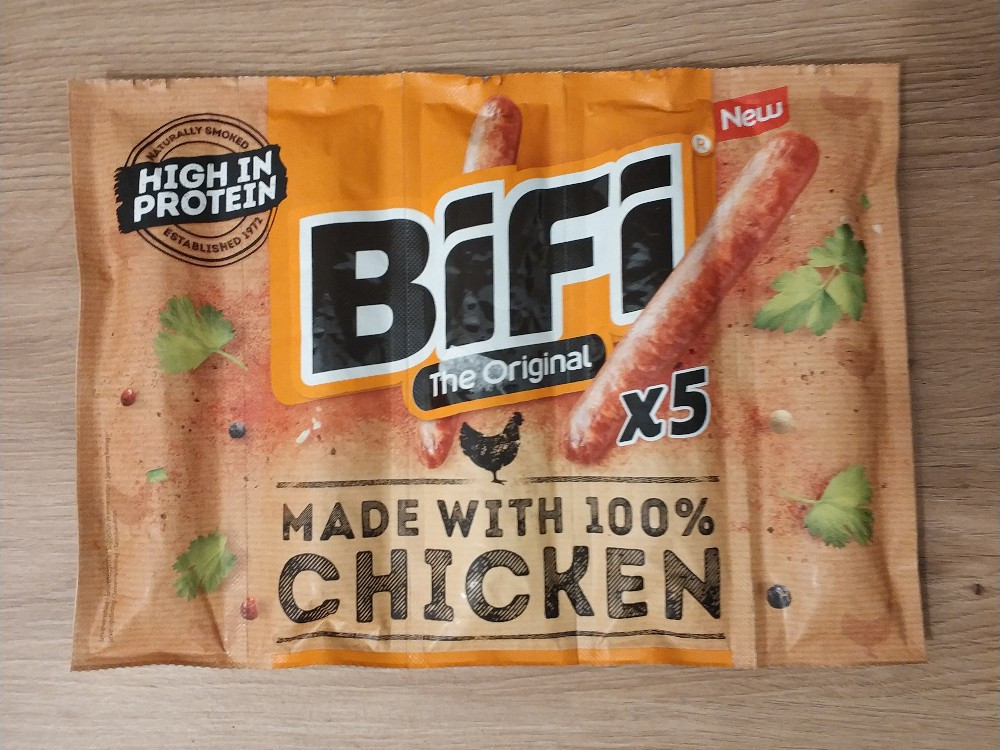 NATURALLY SMOKED
HIGH IN
PROTEIN
ESTABLISHED 1972
New
BiFi
®
The Original
x5
MADE WITH 100%
CHICKEN